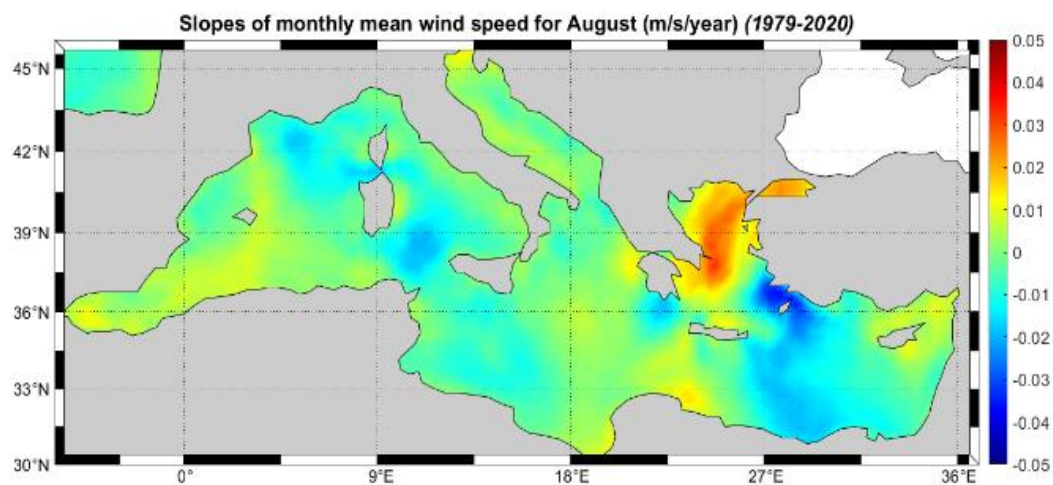 Slopes of monthly mean wind speed for August (m/s/year) (1979-2020)
45°N
42°N
39°N
36°N
33°N
30°N
0°
9°E
18°E
27°E
36°E
0.05
0.04
0.03
0.02
0.01
0
-0.01
-0.02
-0.03
-0.04
-0.05